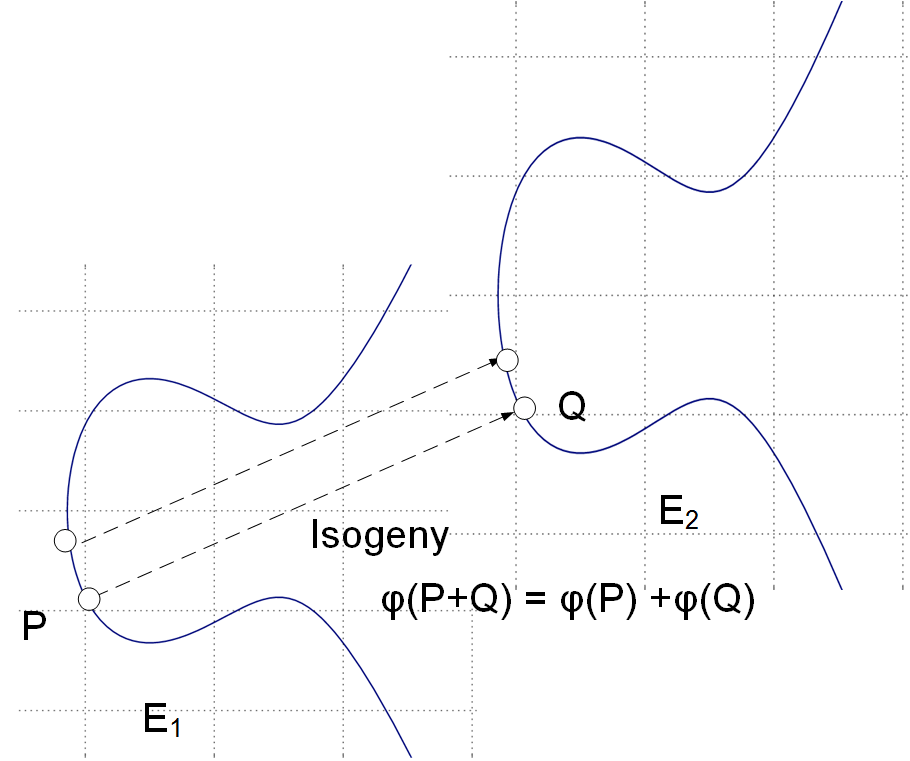 Q
E₂
Isogeny
φ(P+Q) = φ(P) +φ(Q)
P
E₁